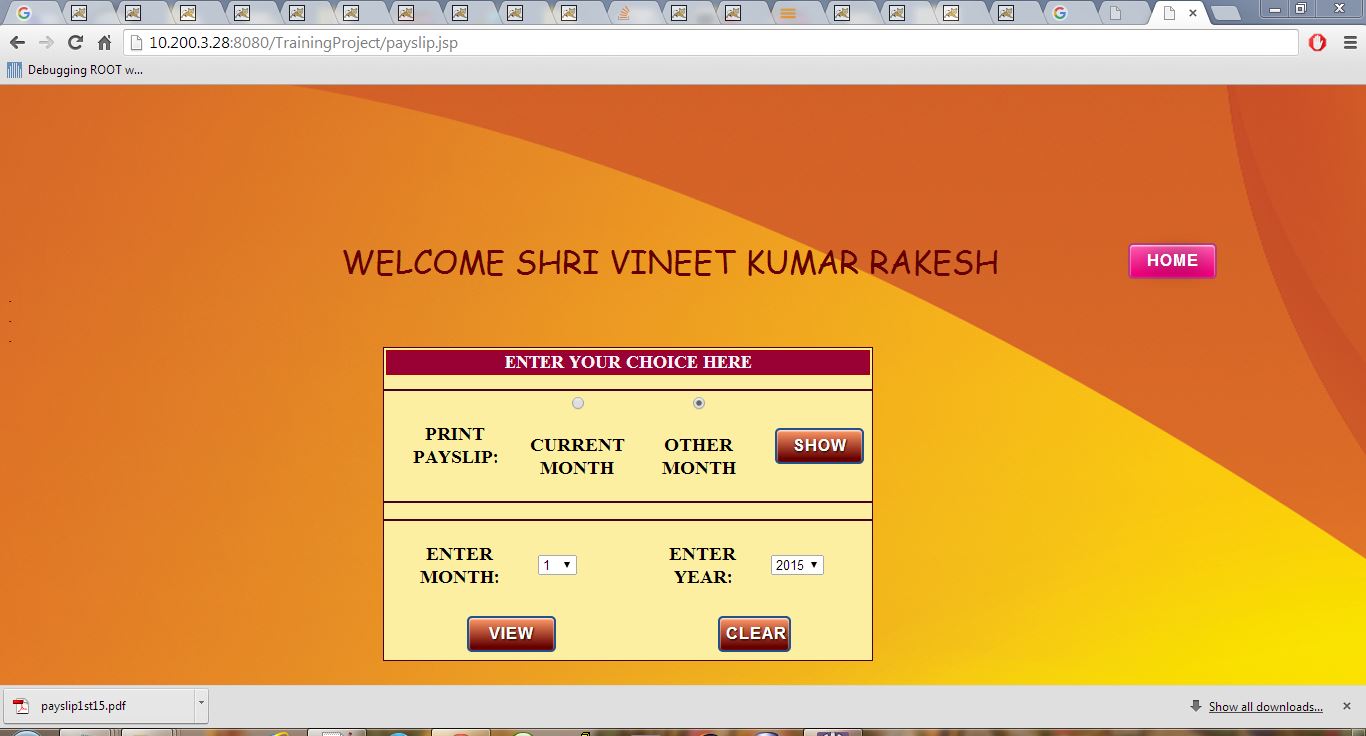 10.200.3.28:8080/TrainingProject/payslip.jsp
Debugging ROOT w...
WELCOME SHRI VINEET KUMAR RAKESH
HOME
ENTER YOUR CHOICE HERE
PRINT
PAYSLIP:
CURRENT
MONTH
OTHER
MONTH
SHOW
ENTER
MONTH:
1
ENTER
YEAR:
2015
VIEW
CLEAR
payslip1st15.pdf
Show all downloads...